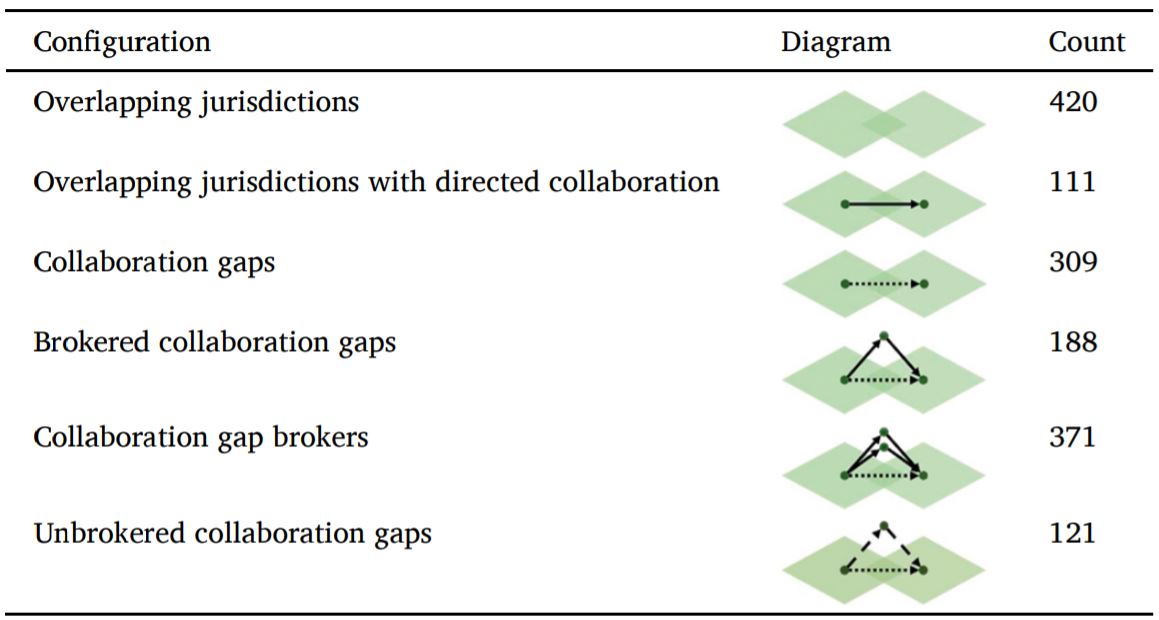 Configuration Diagram Count
Overlapping jurisdictions 420
Overlapping jurisdictions with directed collaboration 111
Collaboration gaps 309
Brokered collaboration gaps 188
Collaboration gap brokers 371
Unbrokered collaboration gaps 121